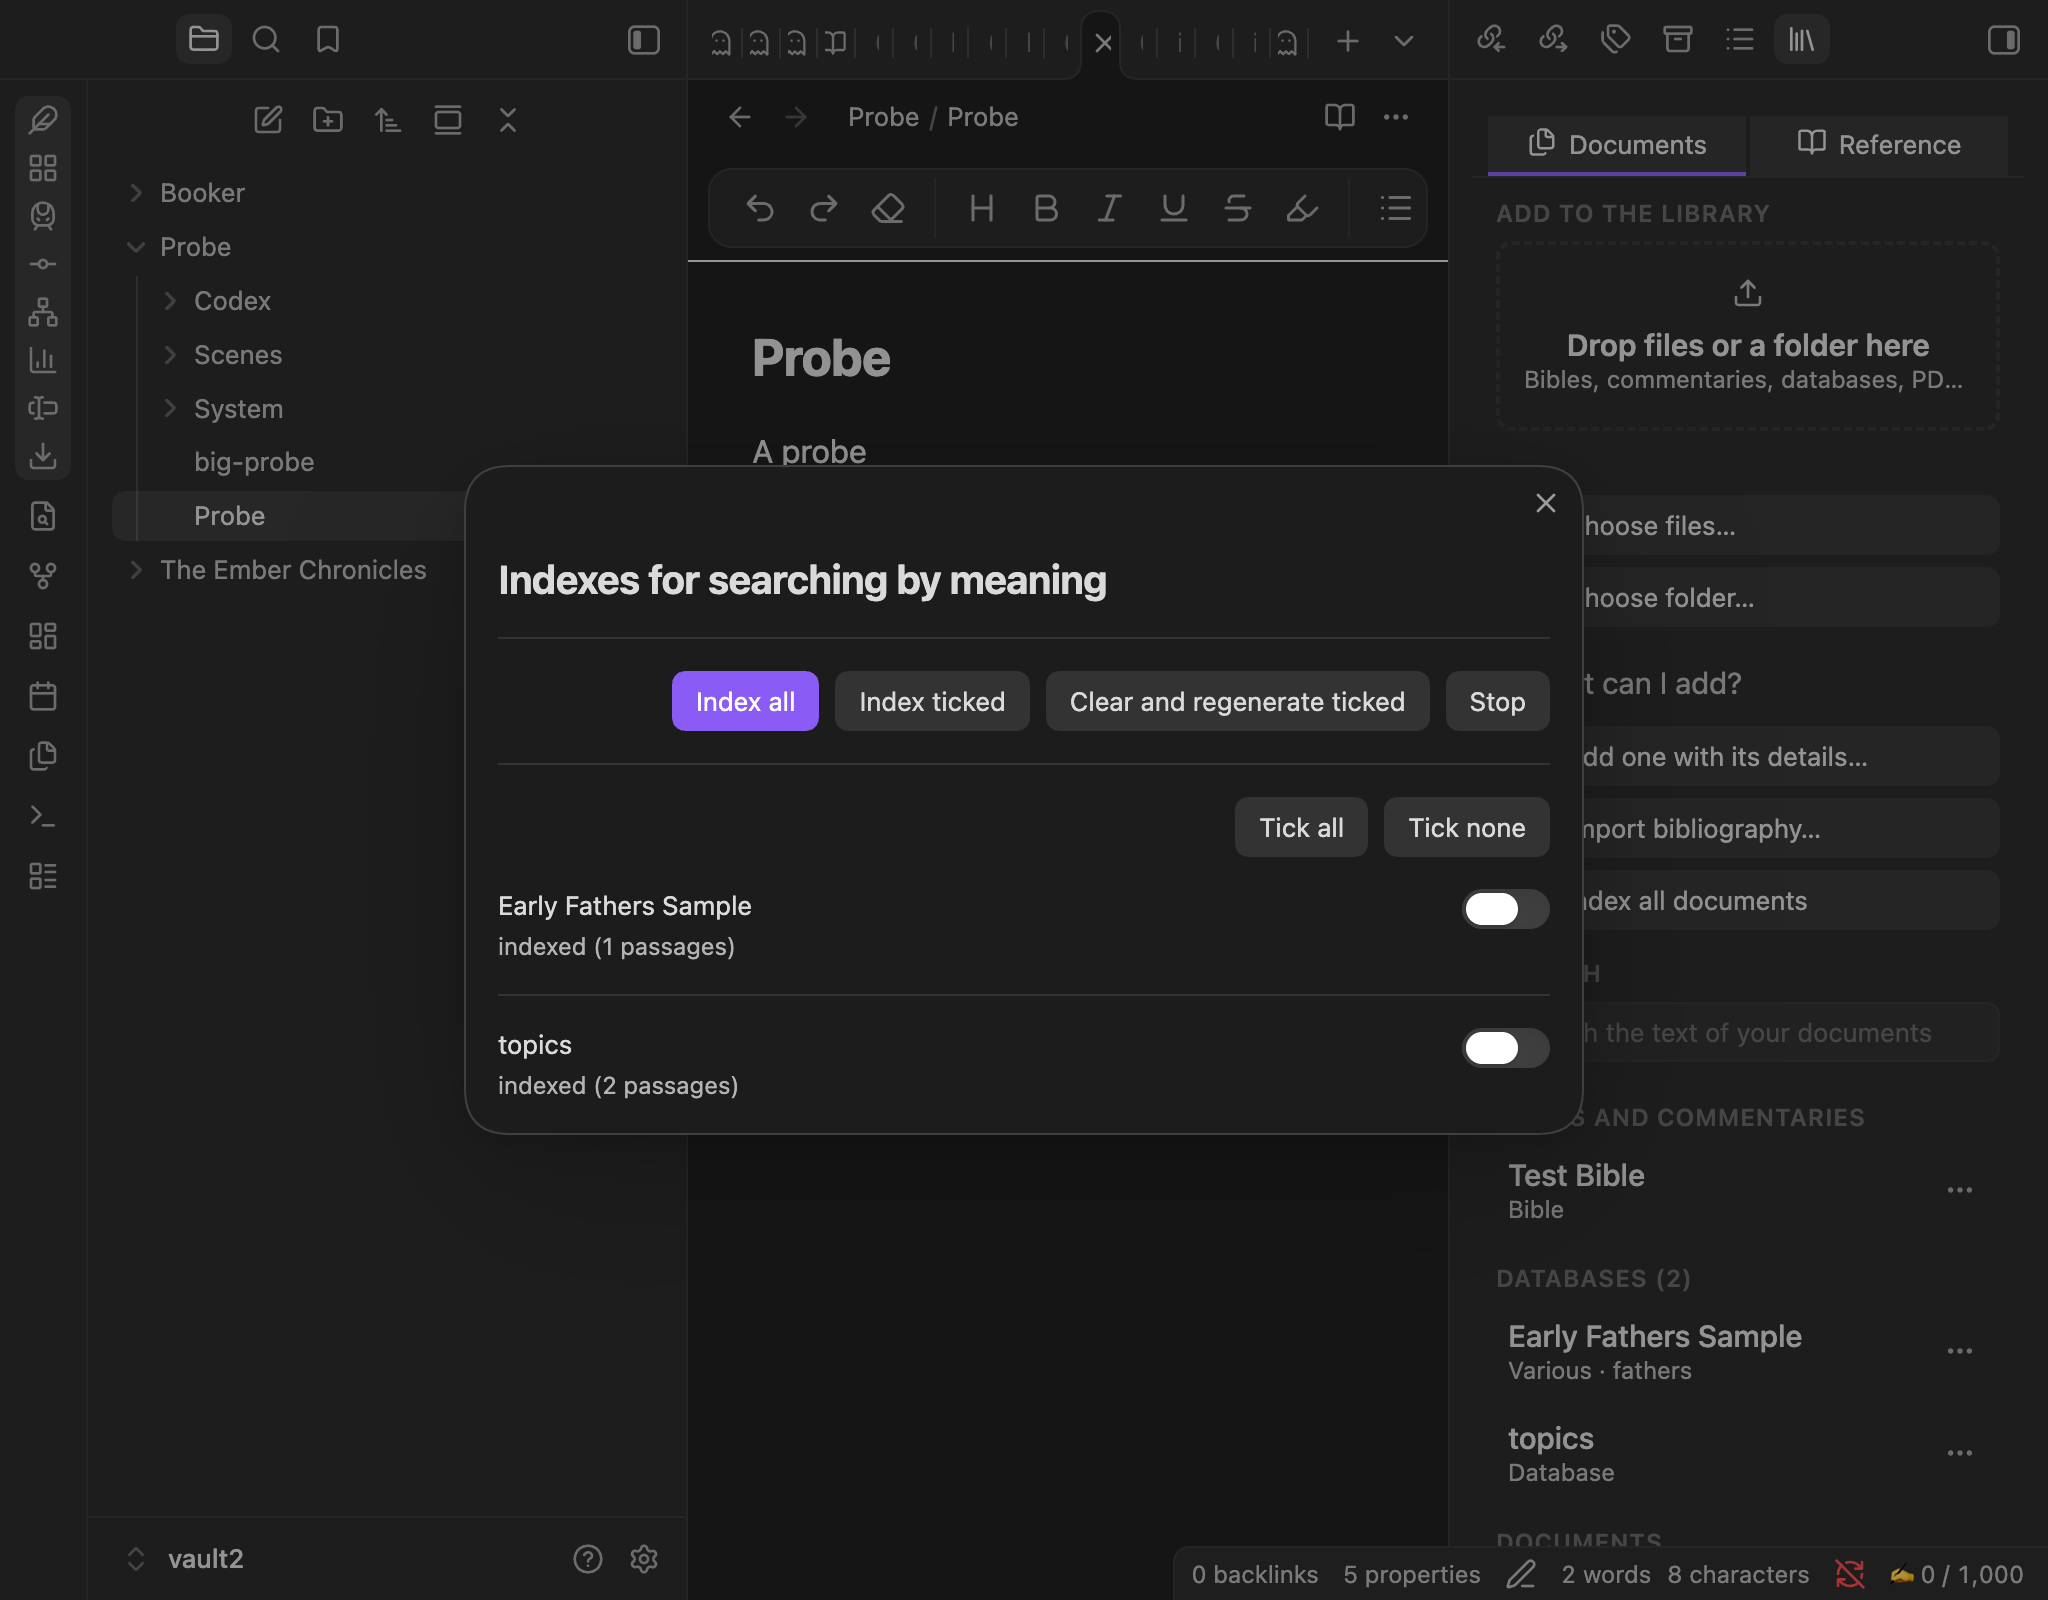 Probe / Probe
Documents
Reference
ADD TO THE LIBRARY
Drop files or a folder here
Bibles, commentaries, databases, PD...
Booker
Probe
Codex
Scenes
System
big-probe
Probe
The Ember Chronicles
Probe
A probe
hoose files...
hoose folder...
t can I add?
dd one with its details...
mport bibliography...
ndex all documents
H
h the text of your documents
S AND COMMENTARIES
Indexes for searching by meaning
Index all
Index ticked
Clear and regenerate ticked
Stop
Tick all
Tick none
Early Fathers Sample
indexed (1 passages)
topics
indexed (2 passages)
Test Bible
Bible
DATABASES (2)
Early Fathers Sample
Various · fathers
topics
Database
DOCUMENTS
vault2
0 backlinks
5 properties
2 words
8 characters
0 / 1,000